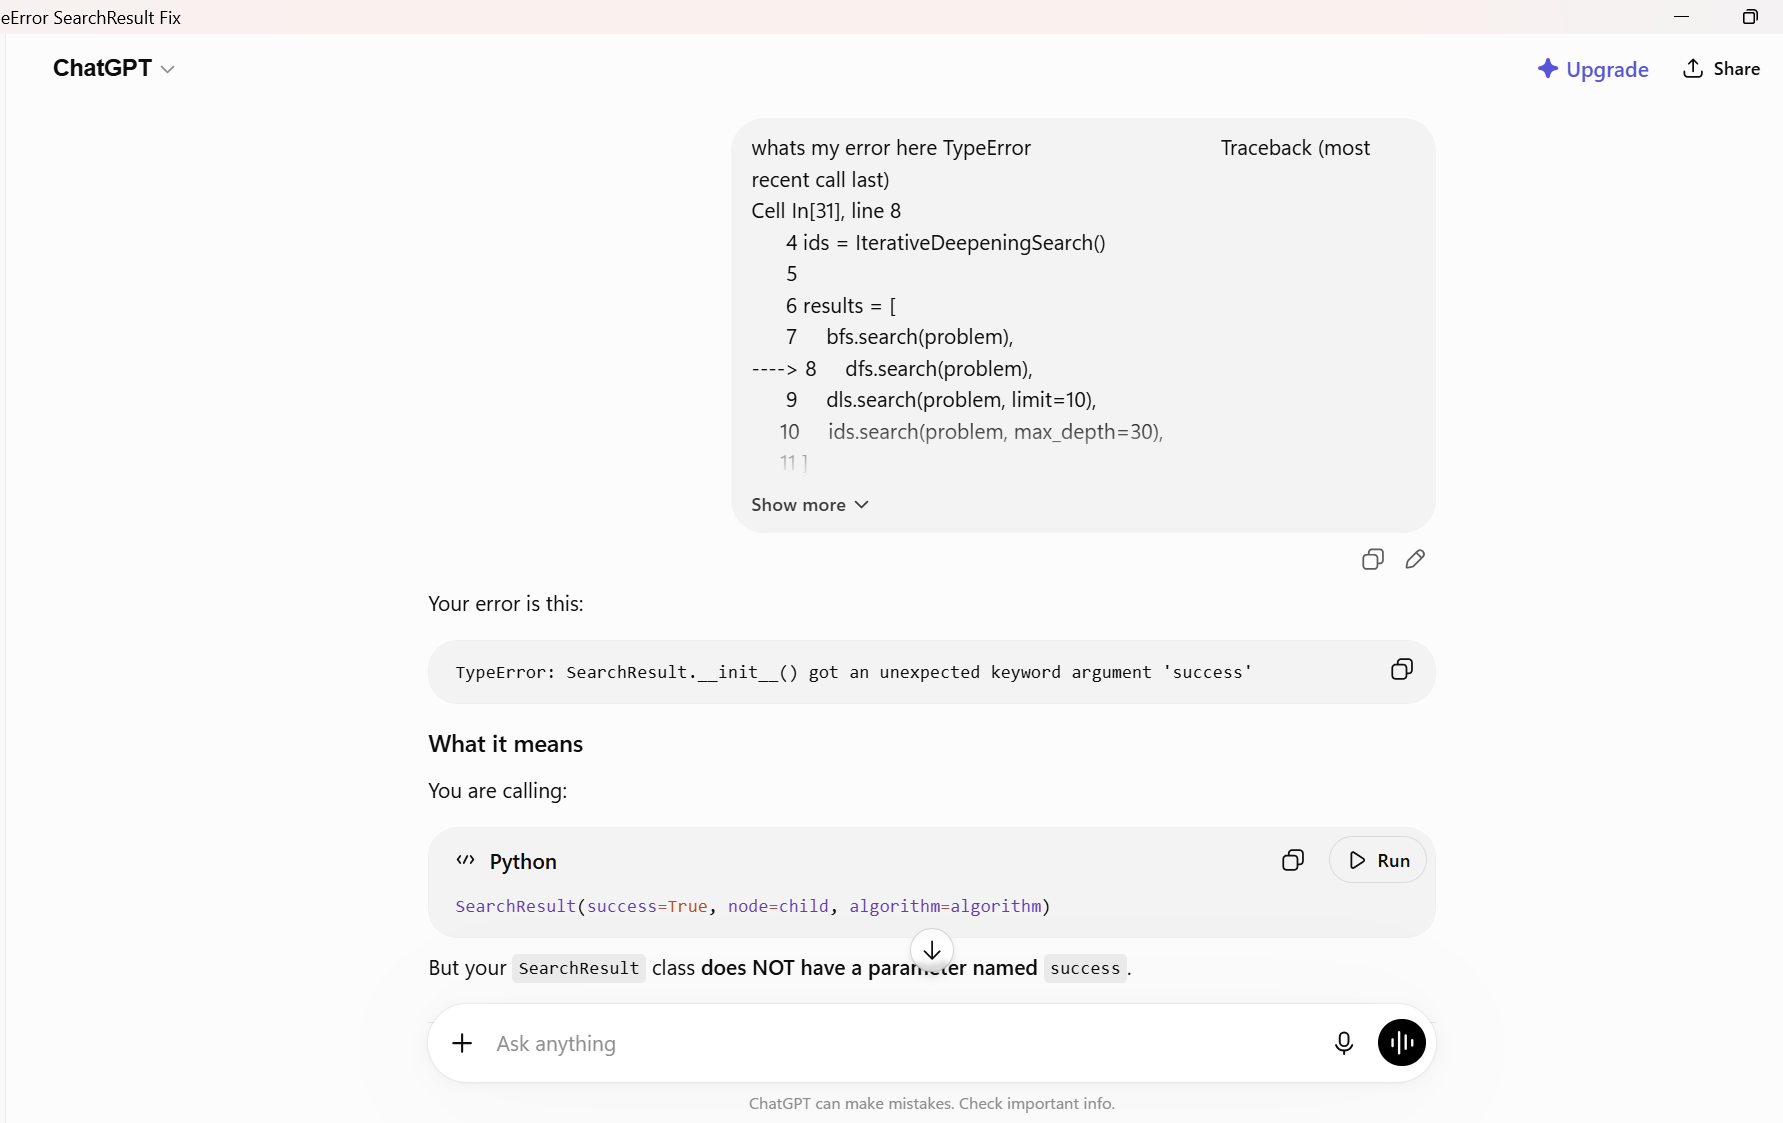 eError SearchResult Fix
ChatGPT
Upgrade
Share
whats my error here TypeError                                 Traceback (most
recent call last)
Cell In[31], line 8
4 ids = IterativeDeepeningSearch()
5
6 results = [
7     bfs.search(problem),
----> 8     dfs.search(problem),
9     dls.search(problem, limit=10),
10     ids.search(problem, max_depth=30),
11 ]
Show more
Your error is this:
TypeError: SearchResult.__init__() got an unexpected keyword argument 'success'
What it means
You are calling:
Python
Run
SearchResult(success=True, node=child, algorithm=algorithm)
But your SearchResult class does NOT have a parameter named success.
Ask anything
ChatGPT can make mistakes. Check important info.